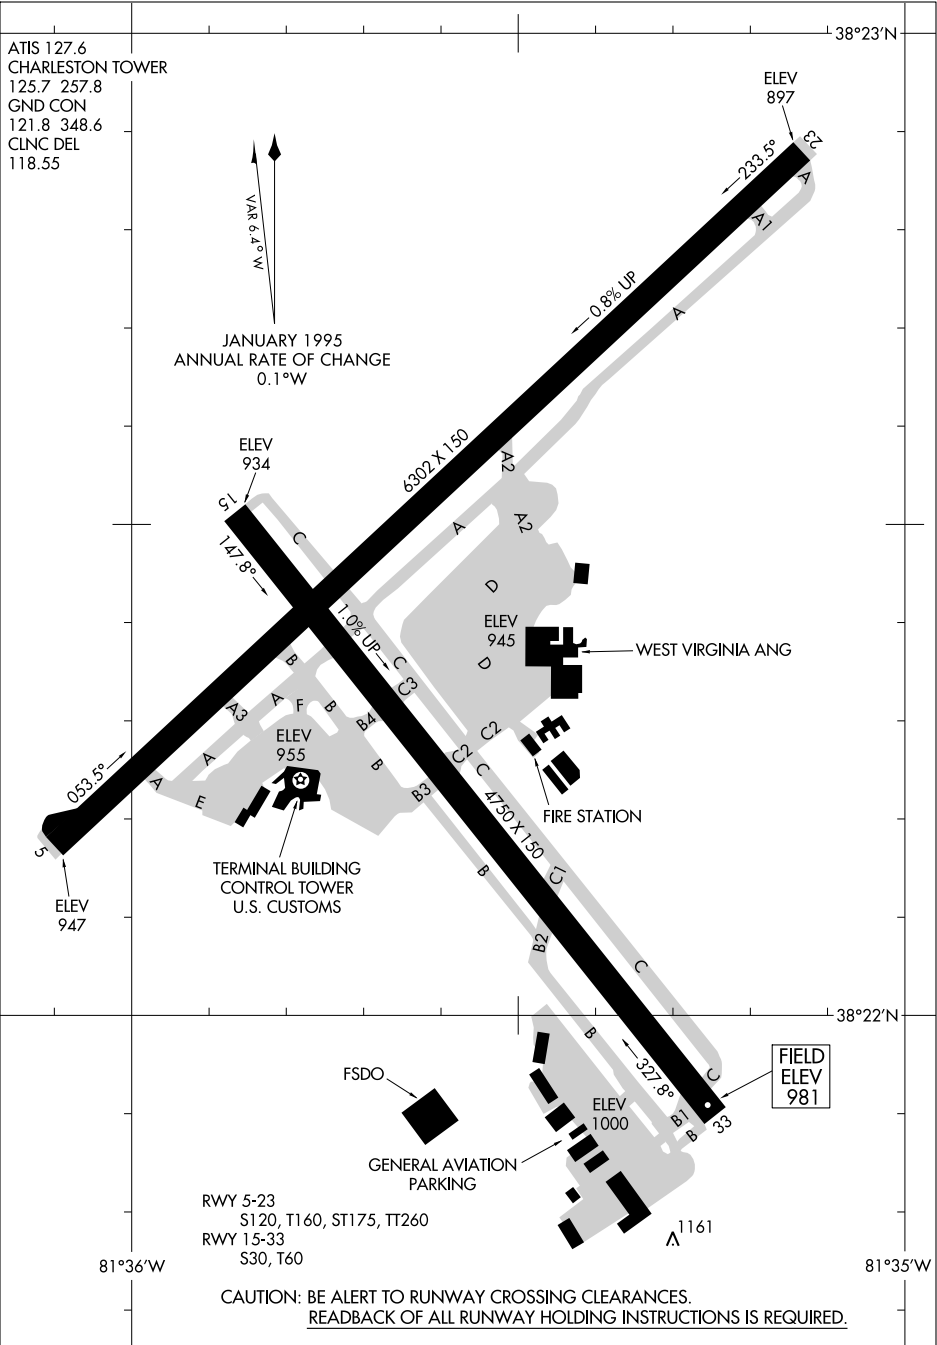 38°23'N
ATIS 127.6
CHARLESTON TOWER
125.7 257.8
GND CON
121.8 348.6
CLNC DEL
118.55
ELEV
897
23
233.5°
A
A1
VAR 6.4° W
0.8% UP
A
JANUARY 1995
ANNUAL RATE OF CHANGE
0.1°W
ELEV
934
6302 X 150
A2
15
A2
A
C
147.8°
D
1.0% UP
ELEV
945
WEST VIRGINIA ANG
B
C
D
C3
A
F
B
A3
B4
ELEV
955
C2
A
C2
B
C
053.5°
A
E
B3
4750 X 150
FIRE STATION
5
TERMINAL BUILDING
CONTROL TOWER
U.S. CUSTOMS
B
C1
ELEV
947
B2
C
38°22'N
B
327.8°
FIELD
ELEV
981
C
FSDO
ELEV
1000
B1
B
33
GENERAL AVIATION
PARKING
RWY 5-23
S120, T160, ST175, TT260
RWY 15-33
S30, T60
1161
81°36'W
81°35'W
CAUTION: BE ALERT TO RUNWAY CROSSING CLEARANCES.
READBACK OF ALL RUNWAY HOLDING INSTRUCTIONS IS REQUIRED.